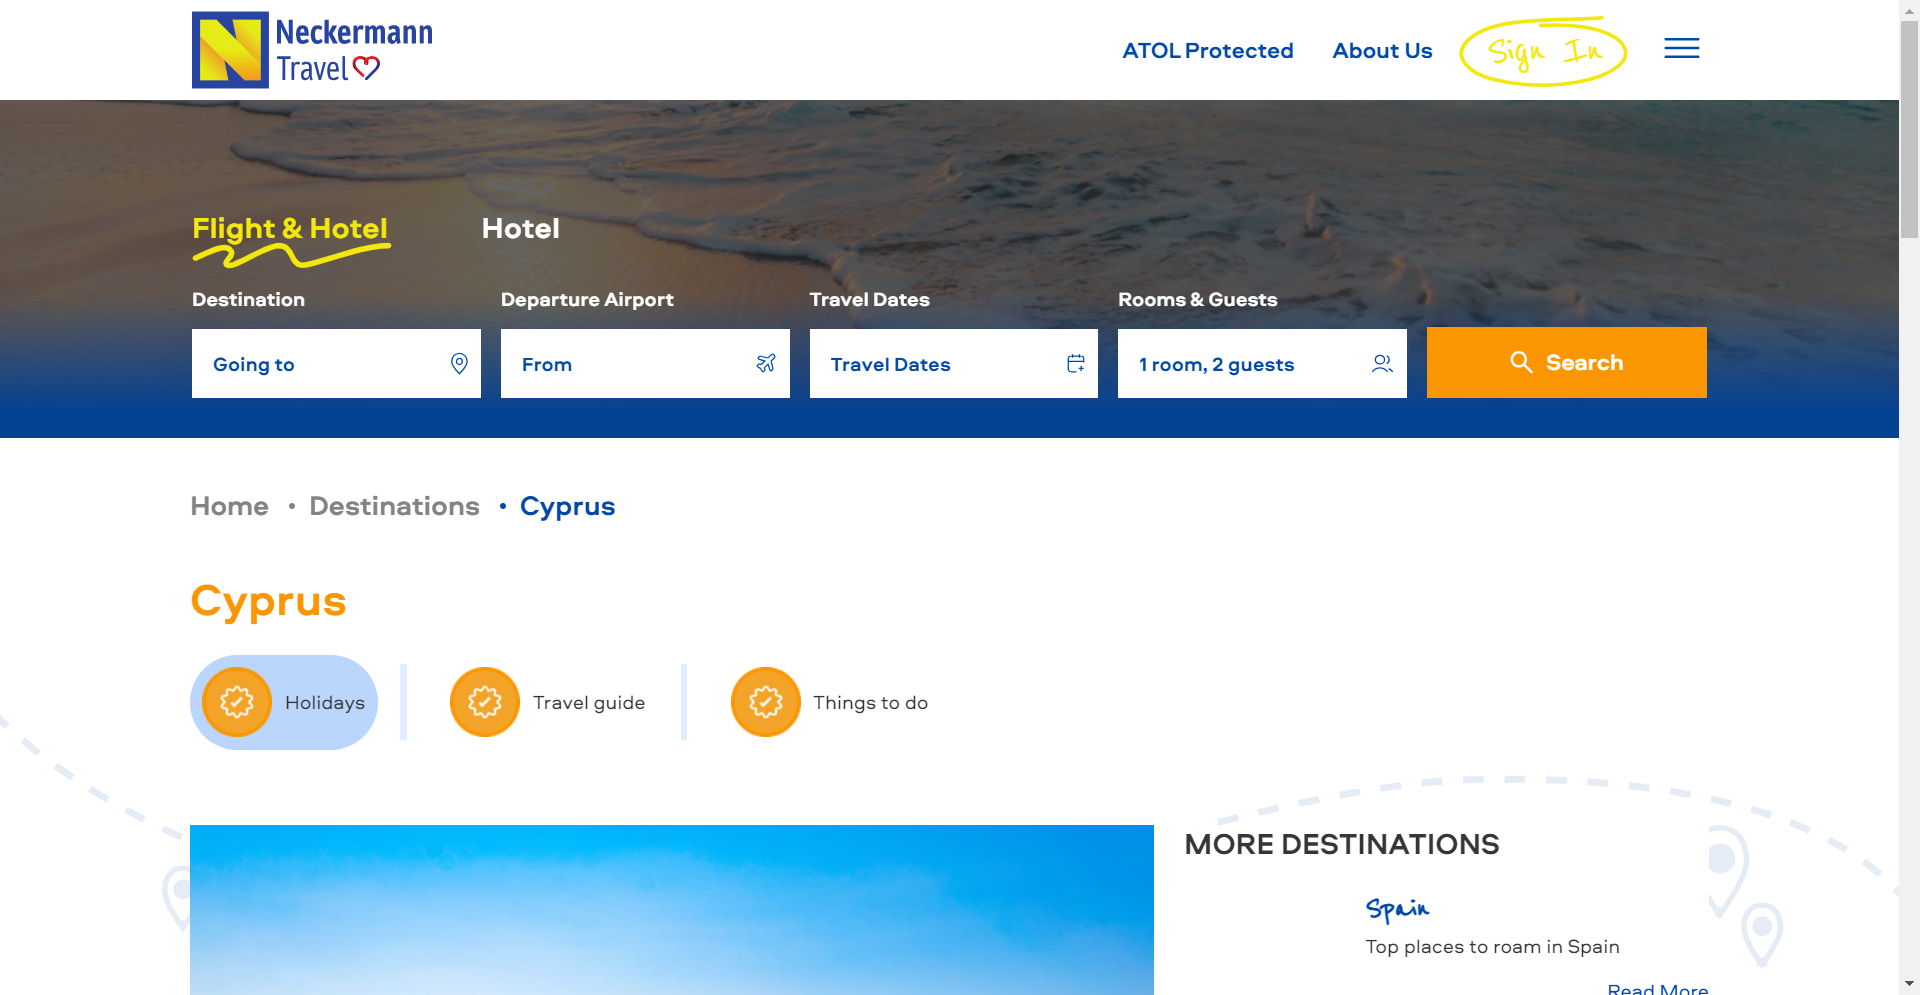 Neckermann
Travel
ATOL Protected
About Us
Sign In
Flight & Hotel
Hotel
Destination
Departure Airport
Travel Dates
Rooms & Guests
Going to
From
Travel Dates
1 room, 2 guests
Search
Home • Destinations • Cyprus
Cyprus
Holidays
Travel guide
Things to do
MORE DESTINATIONS
Spain
Top places to roam in Spain
Read More